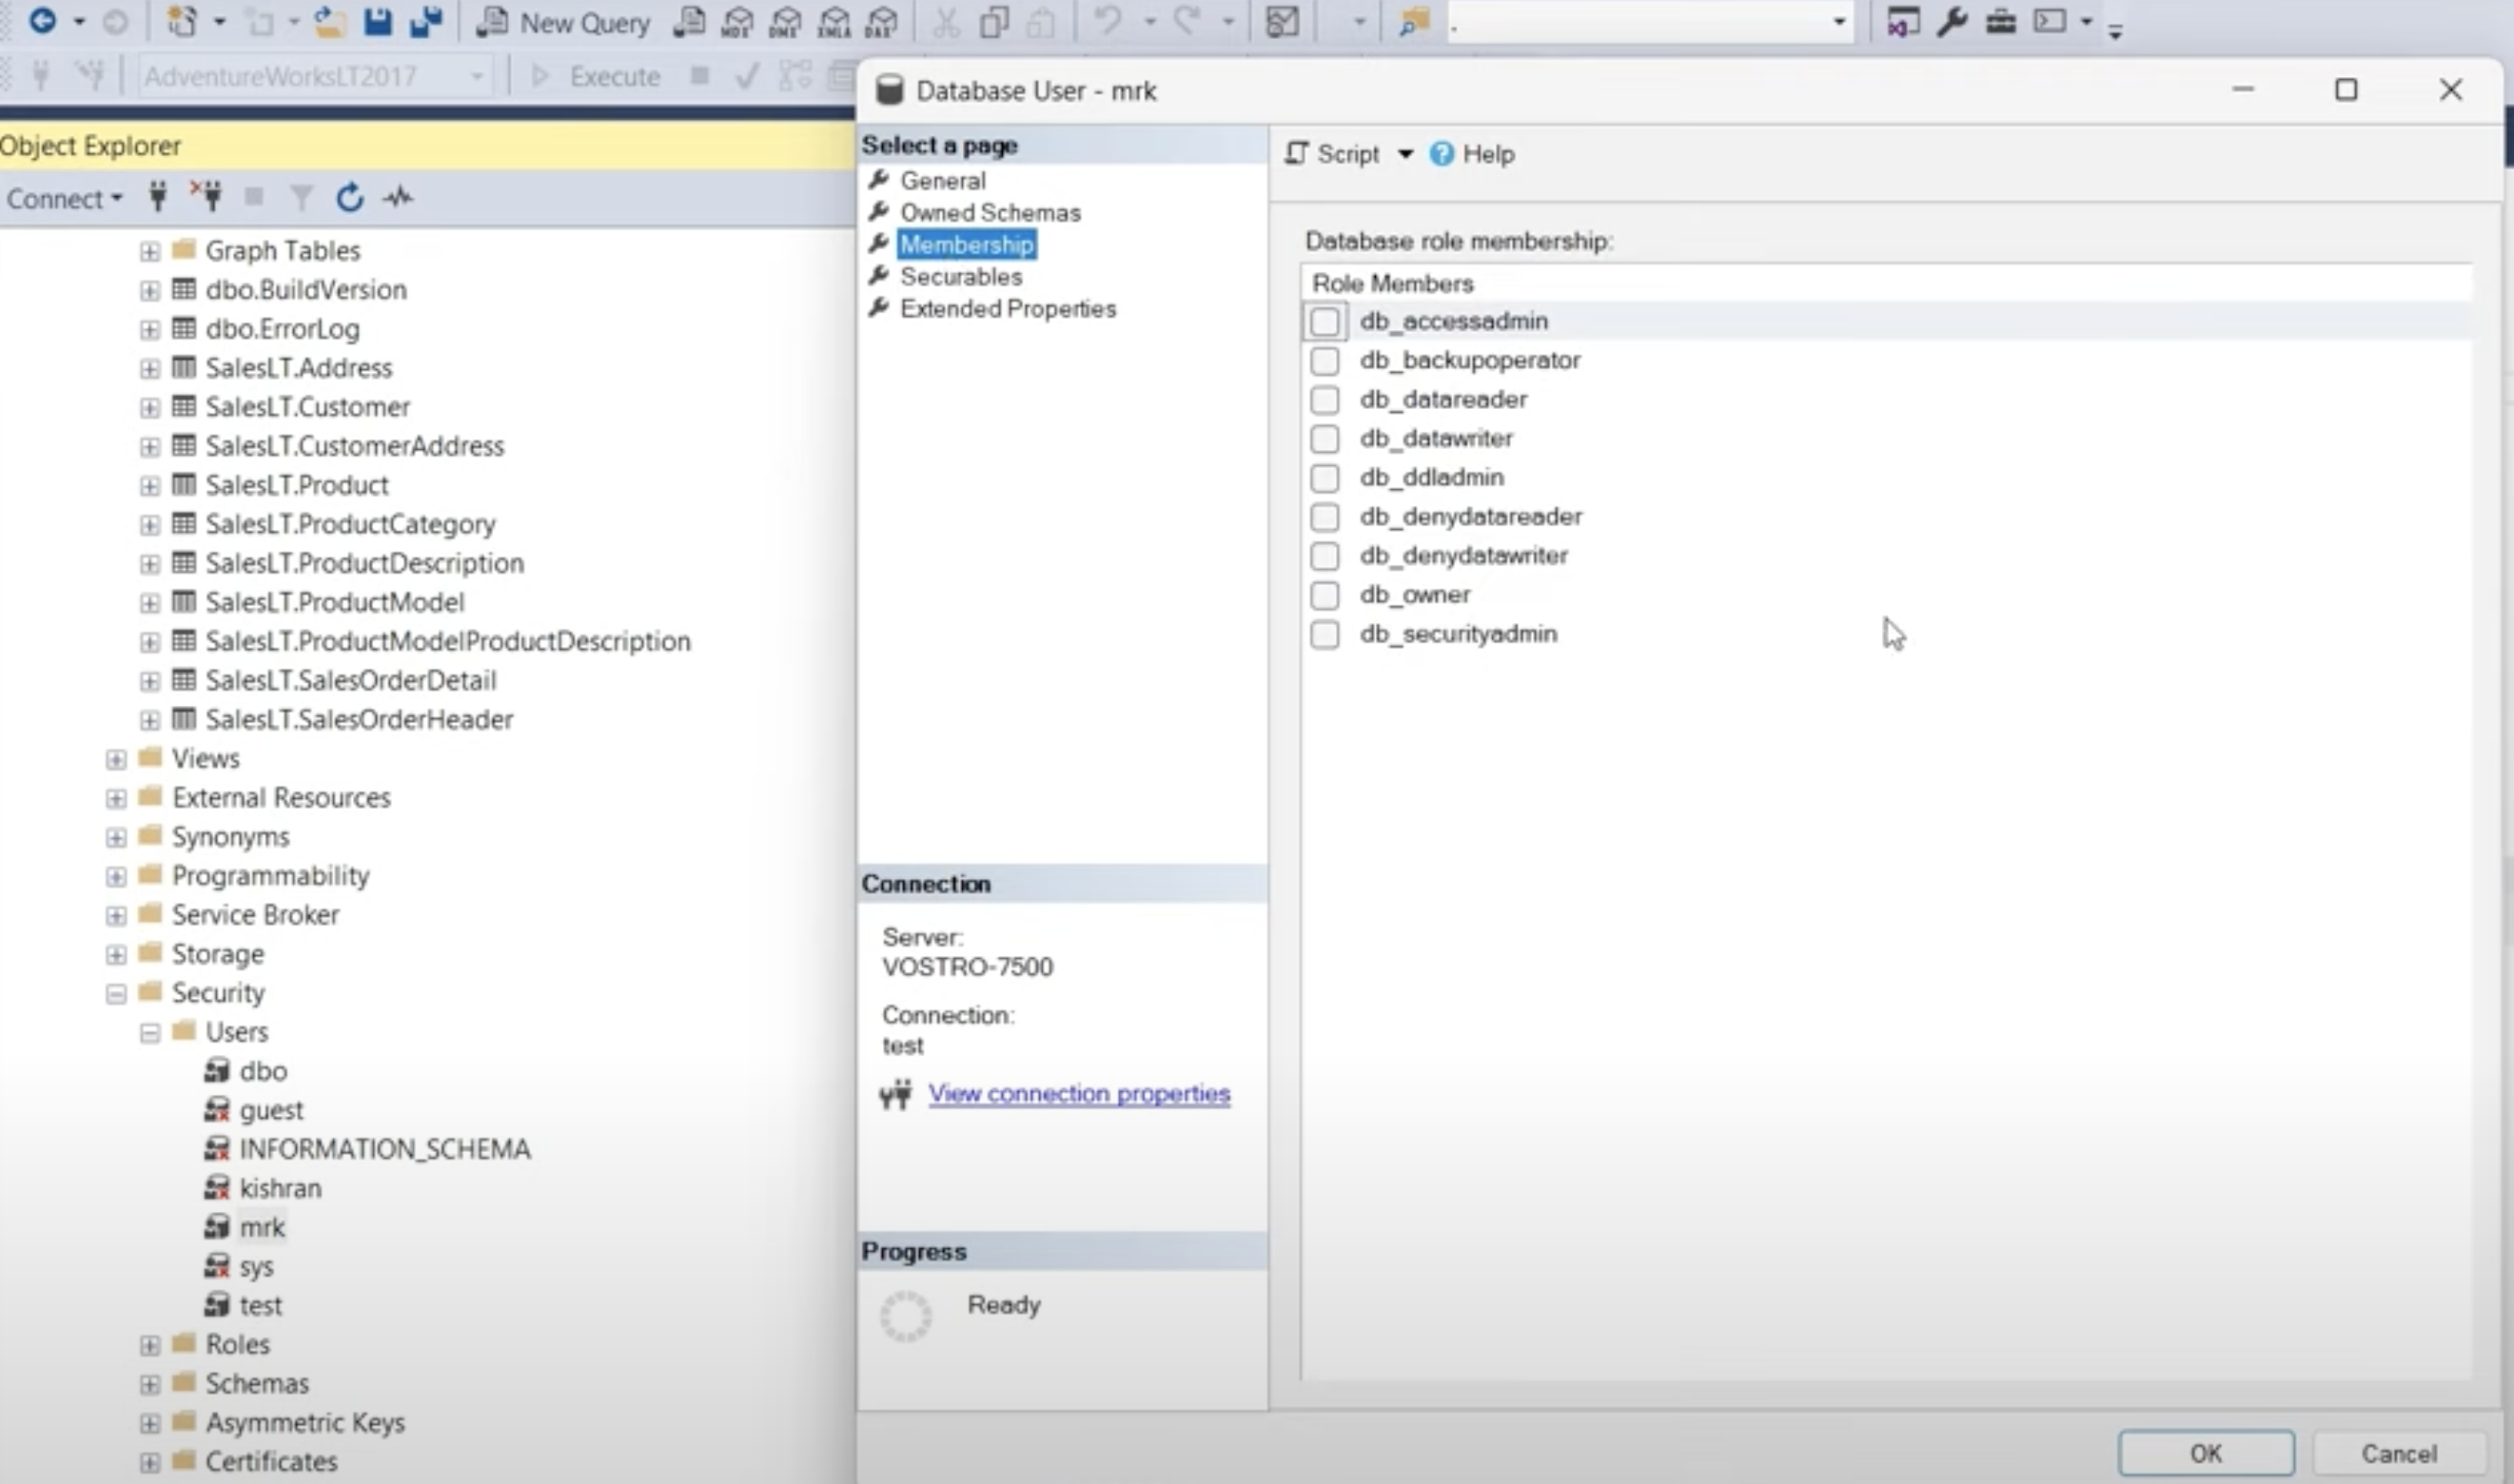 New Query
MDX
DMX
XMLA
DAX
.
AdventureWorksLT2017
Execute
Object Explorer
Connect
Graph Tables
dbo.BuildVersion
dbo.ErrorLog
SalesLT.Address
SalesLT.Customer
SalesLT.CustomerAddress
SalesLT.Product
SalesLT.ProductCategory
SalesLT.ProductDescription
SalesLT.ProductModel
SalesLT.ProductModelProductDescription
SalesLT.SalesOrderDetail
SalesLT.SalesOrderHeader
Views
External Resources
Synonyms
Programmability
Service Broker
Storage
Security
Users
dbo
guest
INFORMATION_SCHEMA
kishran
mrk
sys
test
Roles
Schemas
Asymmetric Keys
Certificates
Database User - mrk
Select a page
General
Owned Schemas
Membership
Securables
Extended Properties
Connection
Server:
VOSTRO-7500
Connection:
test
View connection properties
Progress
Ready
Script
? Help
Database role membership:
Role Members
db_accessadmin
db_backupoperator
db_datareader
db_datawriter
db_ddladmin
db_denydatareader
db_denydatawriter
db_owner
db_securityadmin
OK
Cancel